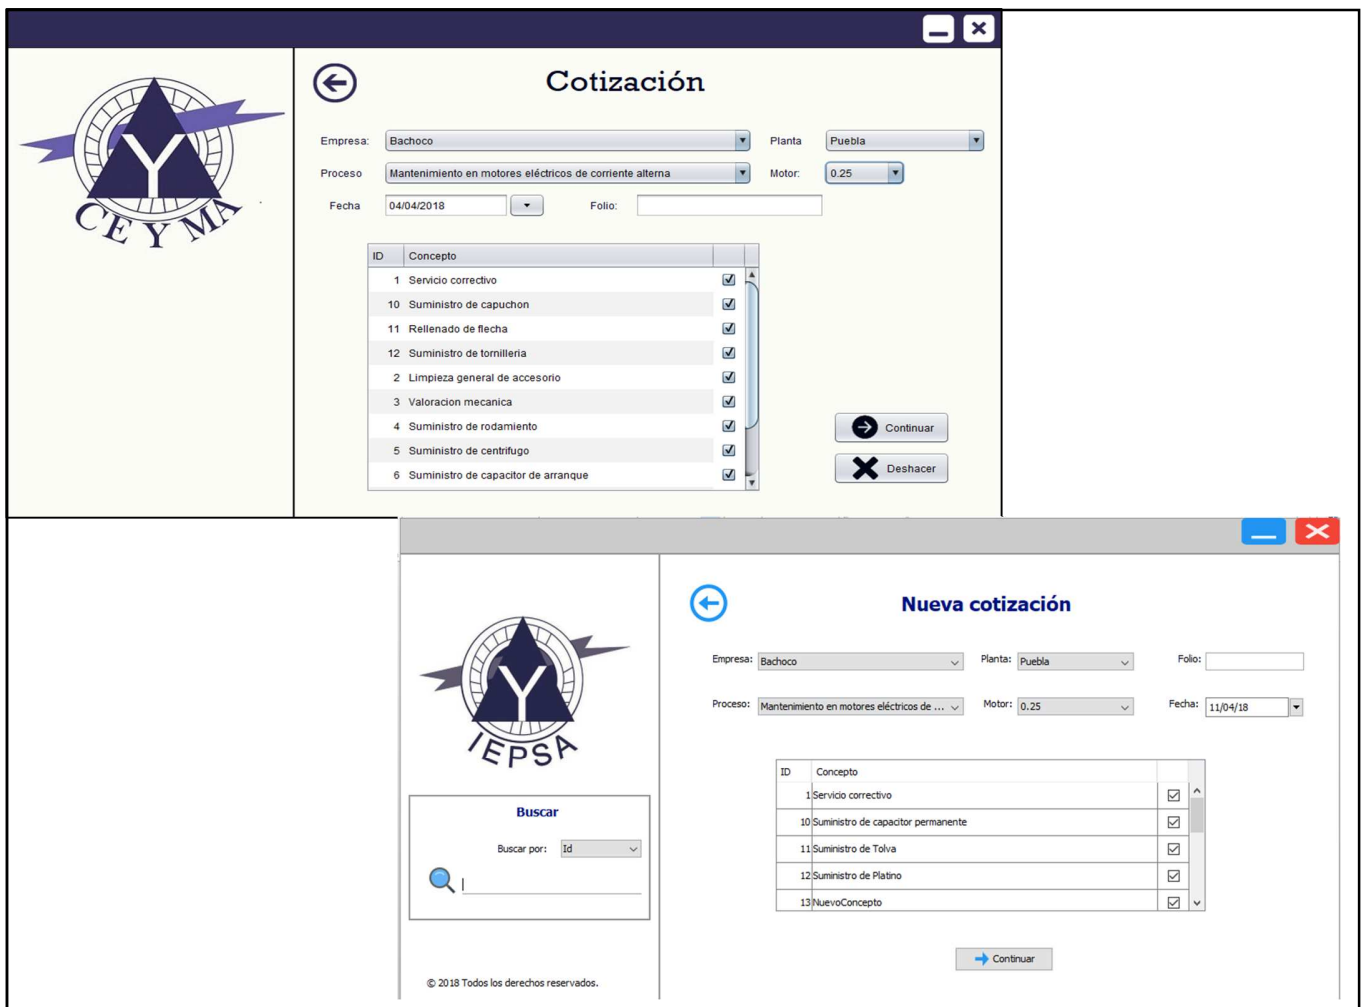 Cotización
Empresa: Bachoco Planta Puebla
Proceso Mantenimiento en motores eléctricos de corriente alterna Motor: 0.25
Fecha 04/04/2018 Folio:
Y
CEYMA
ID Concepto
1 Servicio correctivo
10 Suministro de capuchon
11 Rellenado de flecha
12 Suministro de tornilleria
2 Limpieza general de accesorio
3 Valoracion mecanica
4 Suministro de rodamiento
5 Suministro de centrifugo
6 Suministro de capacitor de arranque
Continuar
Deshacer
Nueva cotización
Empresa: Bachoco Planta: Puebla Folio:
Proceso: Mantenimiento en motores eléctricos de ... Motor: 0.25 Fecha: 11/04/18
Y
IEPSA
Buscar
Buscar por: Id
ID Concepto
1 Servicio correctivo
10 Suministro de capacitor permanente
11 Suministro de Tolva
12 Suministro de Platino
13 NuevoConcepto
Continuar
© 2018 Todos los derechos reservados.